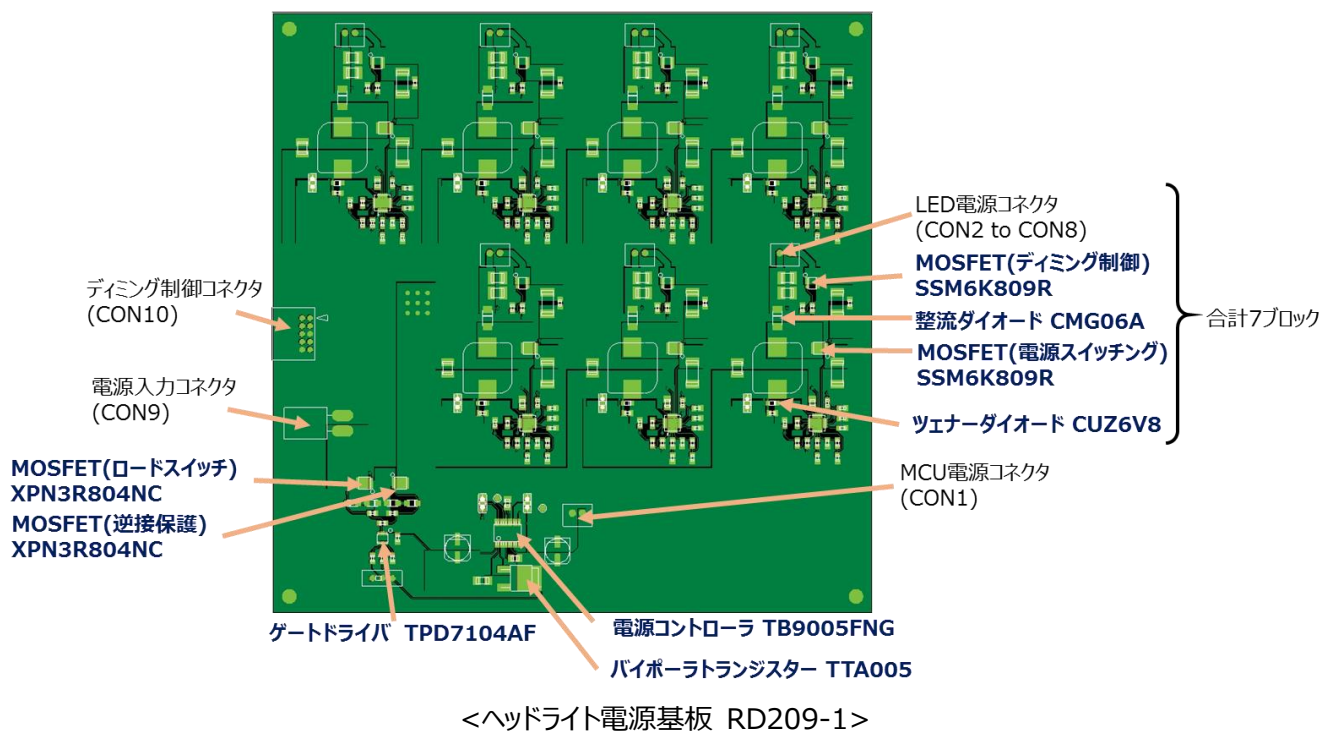 ディミング制御コネクタ
(CON10)
電源入力コネクタ
(CON9)
MOSFET(ロードスイッチ)
XPN3R804NC
MOSFET(逆接保護)
XPN3R804NC
ゲートドライバ TPD7104AF
LED電源コネクタ
(CON2 to CON8)
MOSFET(ディミング制御)
SSM6K809R
整流ダイオード CMG06A
MOSFET(電源スイッチング)
SSM6K809R
ツェナーダイオード CUZ6V8
合計7ブロック
MCU電源コネクタ
(CON1)
電源コントローラ TB9005FNG
バイポーラトランジスター TTA005
<ヘッドライト電源基板 RD209-1>